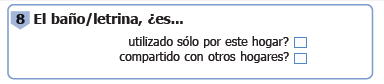 8 El baño/letrina, ¿es...
utilizado sólo por este hogar?
compartido con otros hogares?